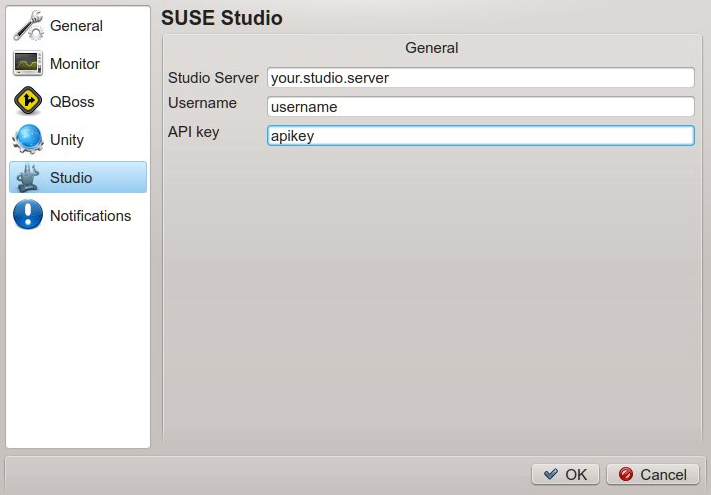 General
Monitor
QBoss
Unity
Studio
Notifications
SUSE Studio
General
Studio Server your.studio.server
Username username
API key apikey
OK Cancel